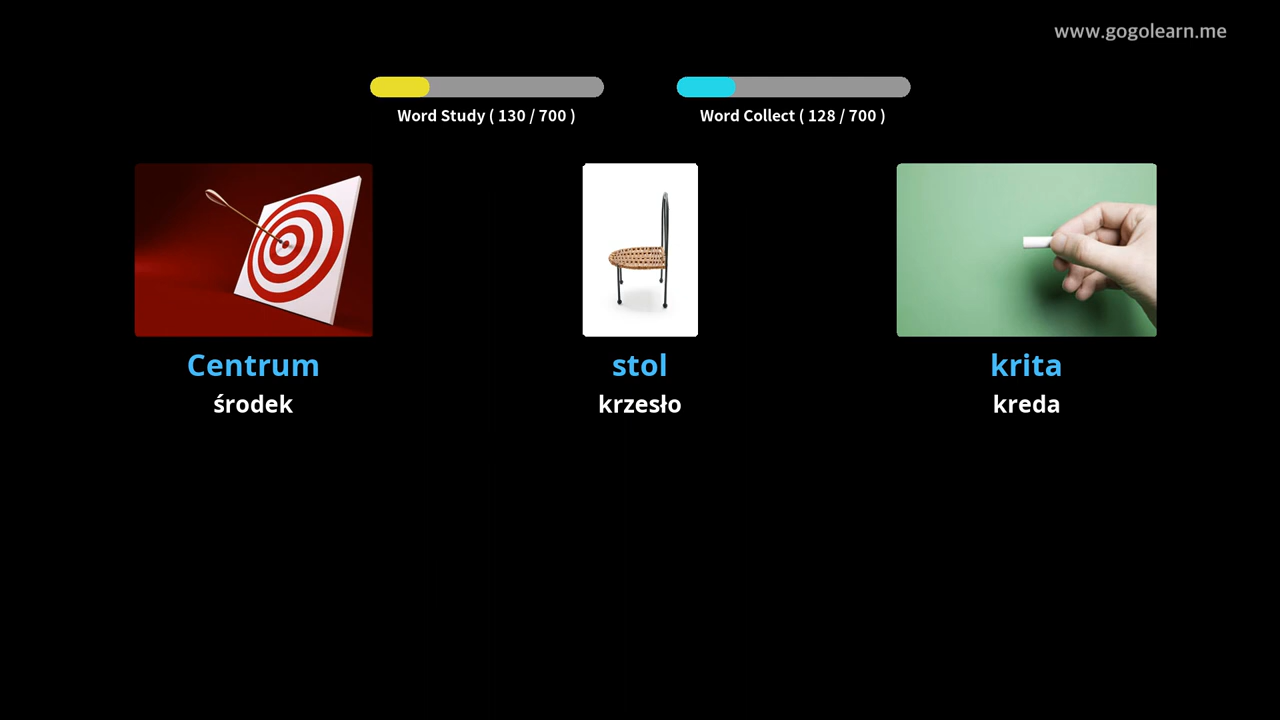 www.gogolearn.me
Word Study ( 130 / 700 )
Word Collect ( 128 / 700 )
Centrum
środek
stol
krzesło
krita
kreda